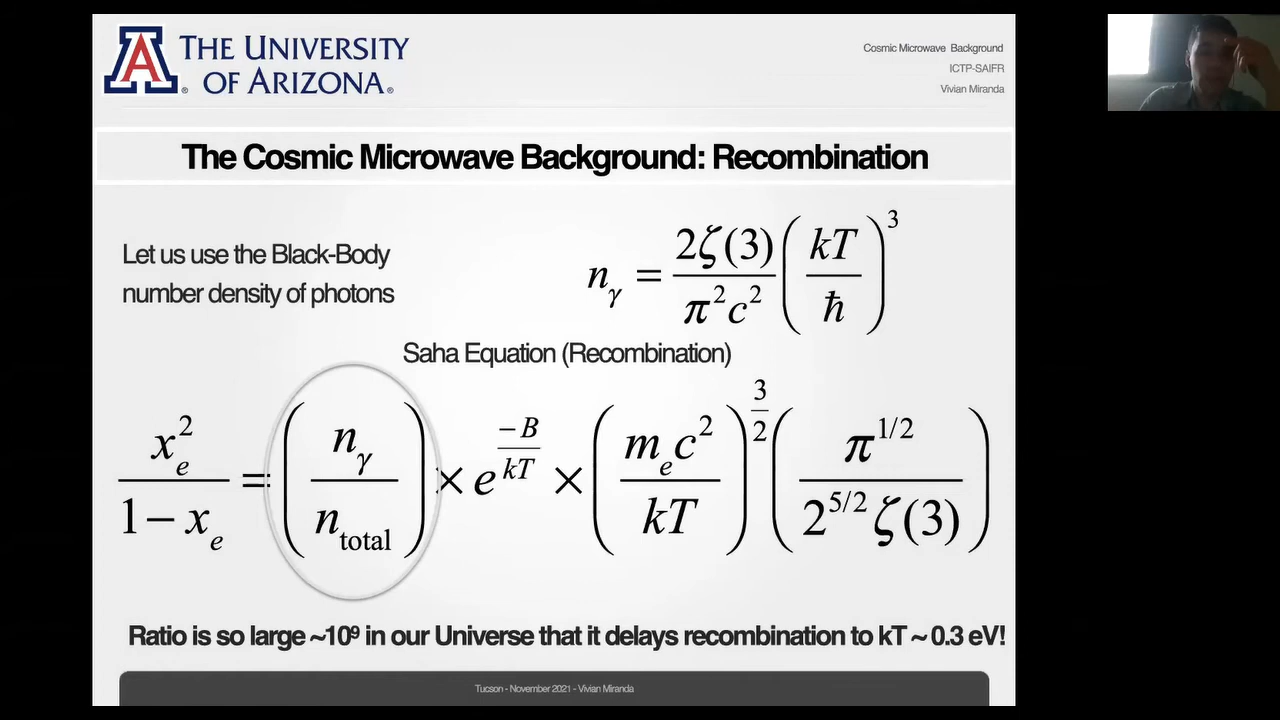 THE UNIVERSITY
OF ARIZONA®
Cosmic Microwave Background
ICTP-SAIFR
Vivian Miranda
The Cosmic Microwave Background: Recombination
Let us use the Black-Body
number density of photons
n_γ = 2ζ(3)/(π²c²) (kT/ħ)³
Saha Equation (Recombination)
x_e²/(1−x_e) = (n_γ/n_total) × e^(−B/kT) × (m_e c²/kT)^(3/2) (π^(1/2)/(2^(5/2) ζ(3)))
Ratio is so large ~10⁹ in our Universe that it delays recombination to kT ~ 0.3 eV!
Tucson - November 2021 - Vivian Miranda